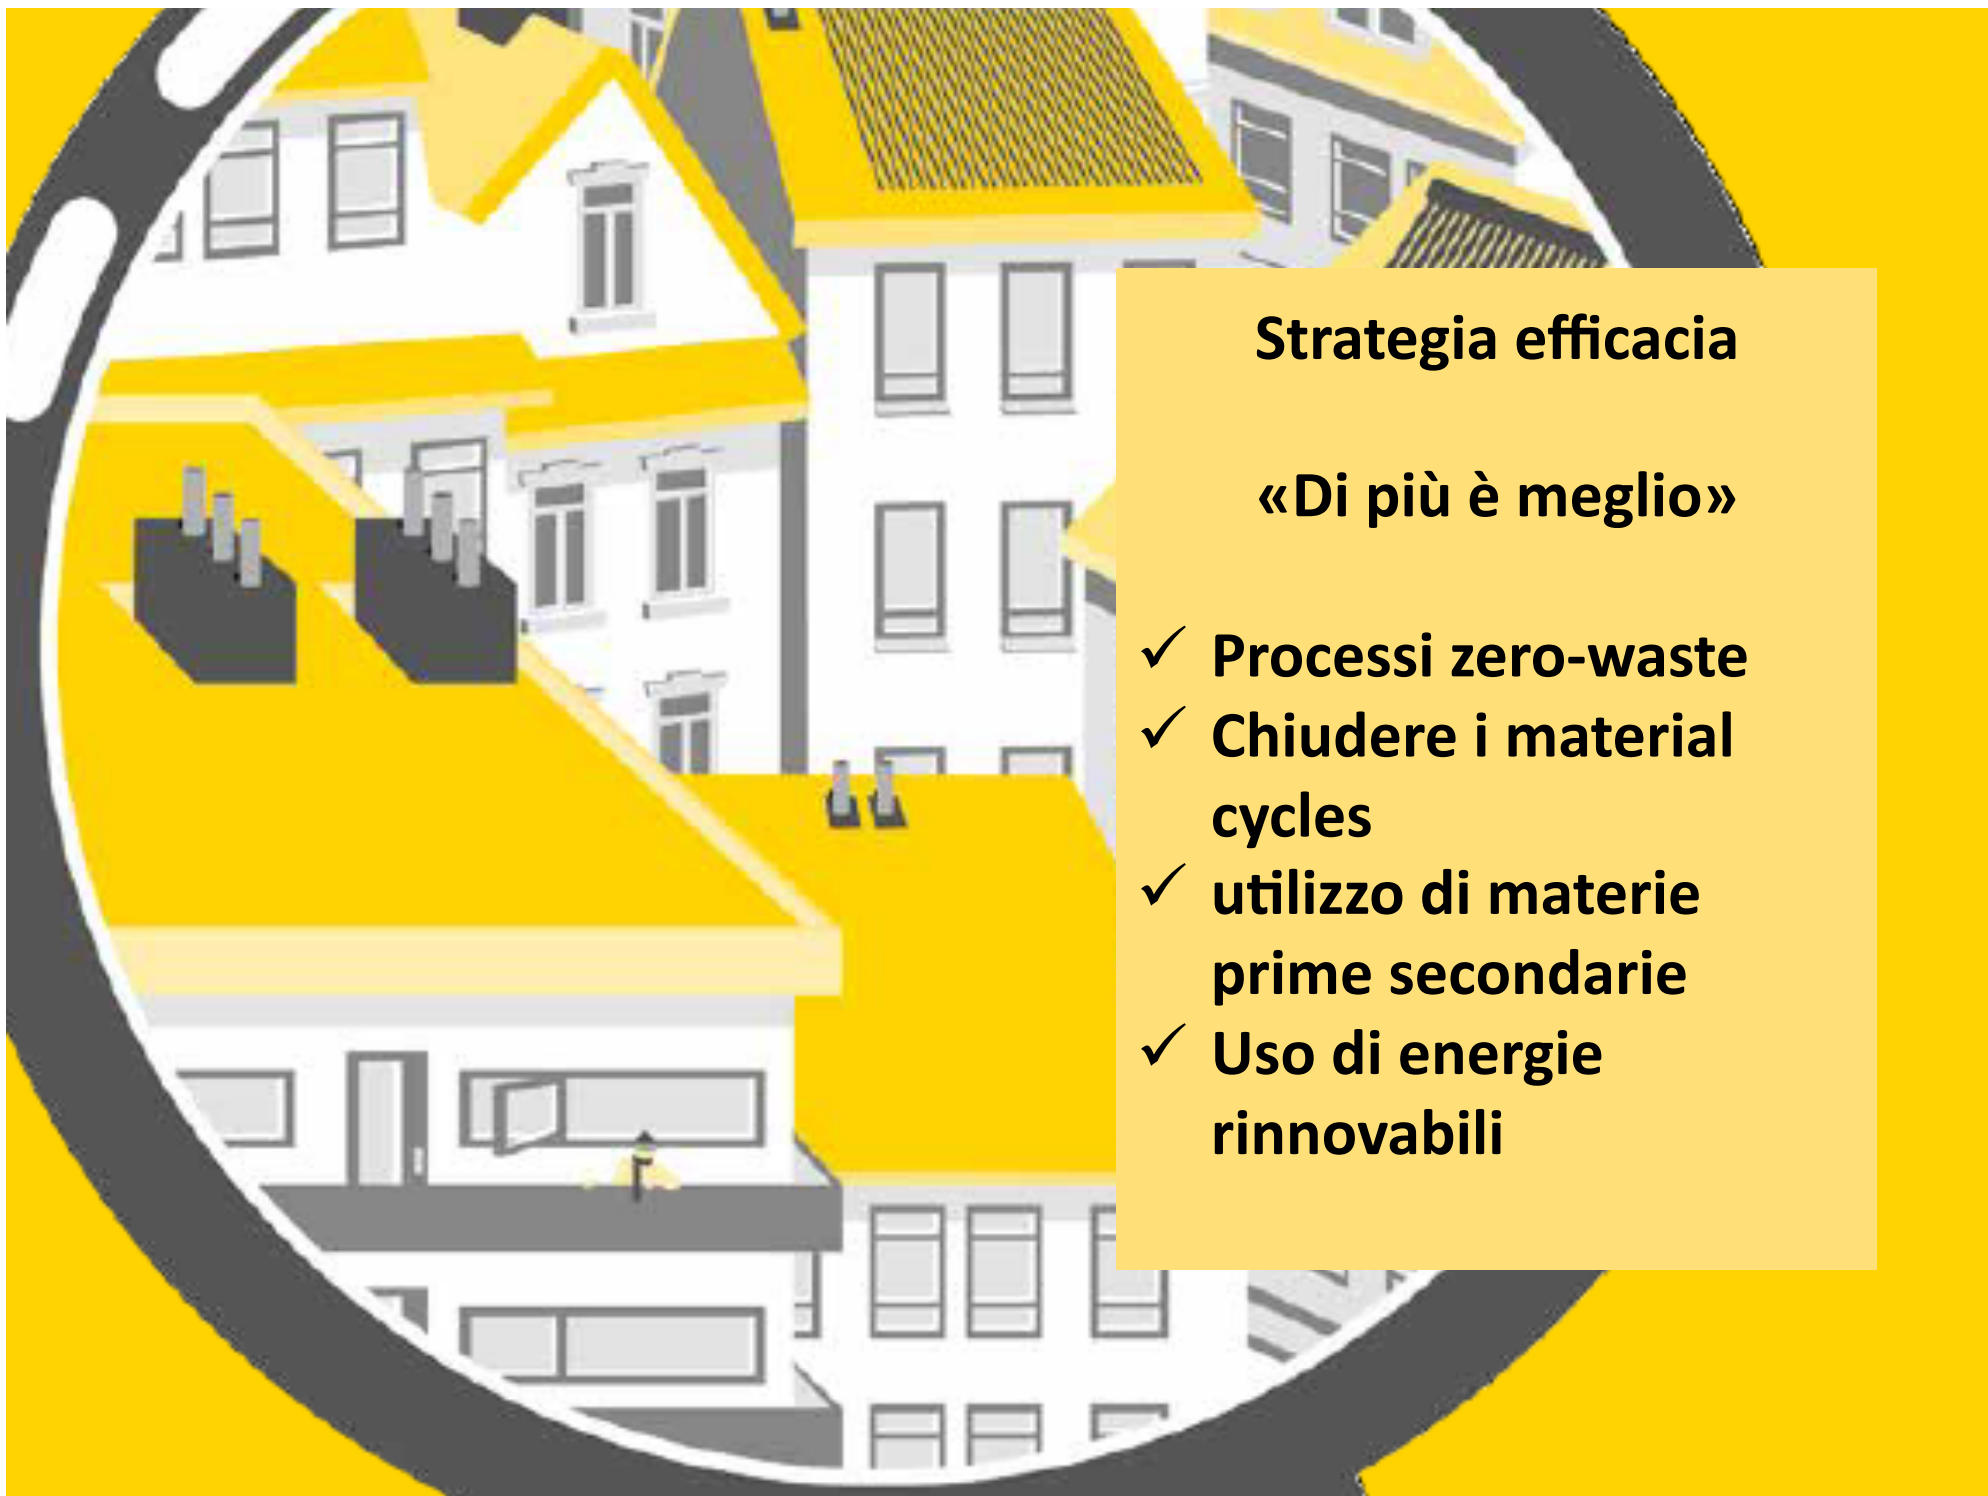 Strategia efficacia
«Di più è meglio»
✓ Processi zero-waste
✓ Chiudere i material
cycles
✓ utilizzo di materie
prime secondarie
✓ Uso di energie
rinnovabili